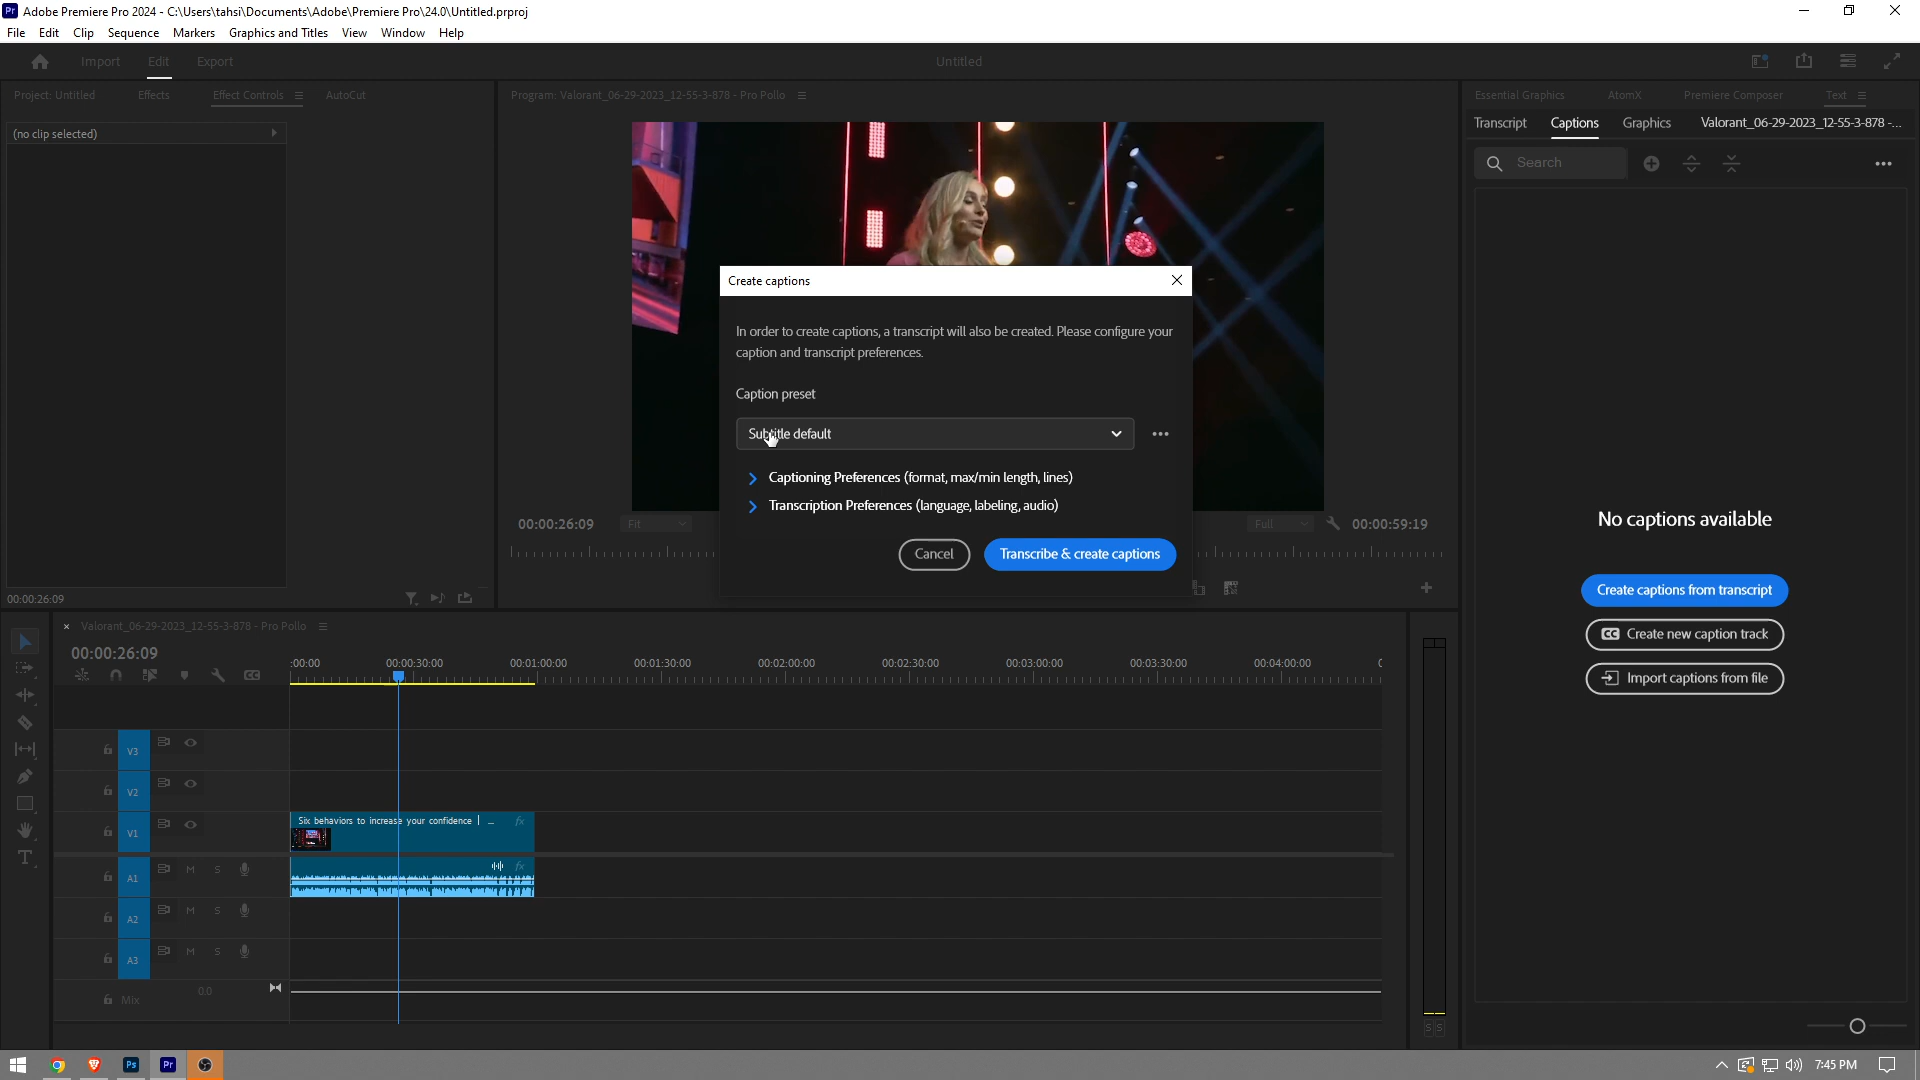 Pr Adobe Premiere Pro 2024 - C:\Users\tahsi\Documents\Adobe\Premiere Pro\24.0\Untitled.prproj
File Edit Clip Sequence Markers Graphics and Titles View Window Help
Import Edit Export Untitled
Project: Untitled Effects Effect Controls AutoCut
Program: Valorant_06-29-2023_12-55-3-878 - Pro Pollo
Essential Graphics AtomX Premiere Composer Text
(no clip selected)
Transcript Captions Graphics Valorant_06-29-2023_12-55-3-878 -...
Search
Create captions
In order to create captions, a transcript will also be created. Please configure your
caption and transcript preferences.
Caption preset
Subtitle default
Captioning Preferences (format, max/min length, lines)
Transcription Preferences (language, labeling, audio)
Cancel Transcribe & create captions
00:00:26:09 Fit Full 00:00:59:19
No captions available
Create captions from transcript
CC Create new caption track
Import captions from file
00:00:26:09
Valorant_06-29-2023_12-55-3-878 - Pro Pollo
00:00:26:09
:00:00 00:00:30:00 00:01:00:00 00:01:30:00 00:02:00:00 00:02:30:00 00:03:00:00 00:03:30:00 00:04:00:00
CC
V3
V2
V1 Six behaviors to increase your confidence | ... fx
A1 M S fx
A2 M S
A3 M S
Mix 0.0
S S
Ps Pr 7:45 PM